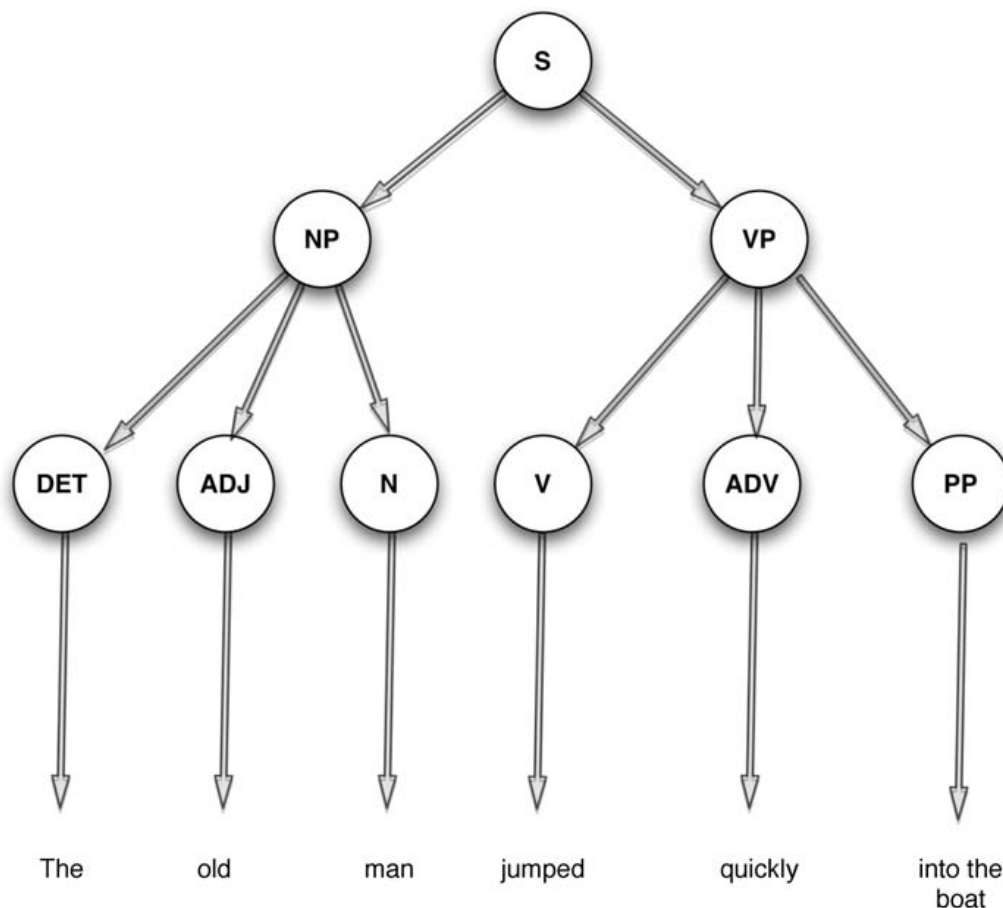 S
NP VP
DET ADJ N V ADV PP
The old man jumped quickly into the
boat